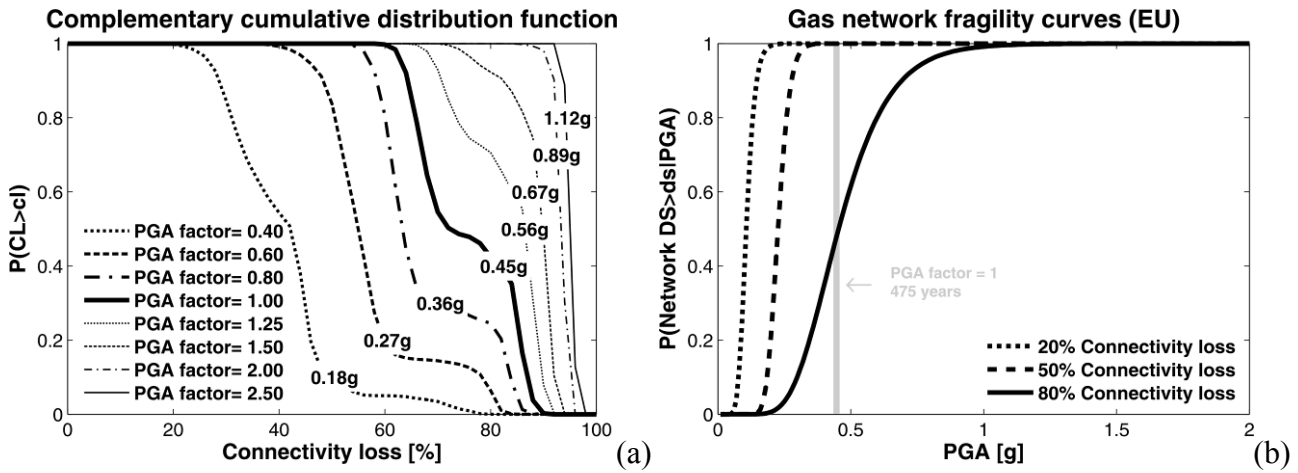 Complementary cumulative distribution function
P(CL>cl)
1
0.8
0.6
0.4
0.2
0
0 20 40 60 80 100
Connectivity loss [%]
PGA factor= 0.40
PGA factor= 0.60
PGA factor= 0.80
PGA factor= 1.00
PGA factor= 1.25
PGA factor= 1.50
PGA factor= 2.00
PGA factor= 2.50
1.12g
0.89g
0.67g
0.56g
0.45g
0.36g
0.27g
0.18g
(a)
Gas network fragility curves (EU)
P(Network DS>ds|PGA)
1
0.8
0.6
0.4
0.2
0
0 0.5 1 1.5 2
PGA [g]
PGA factor = 1
475 years
20% Connectivity loss
50% Connectivity loss
80% Connectivity loss
(b)